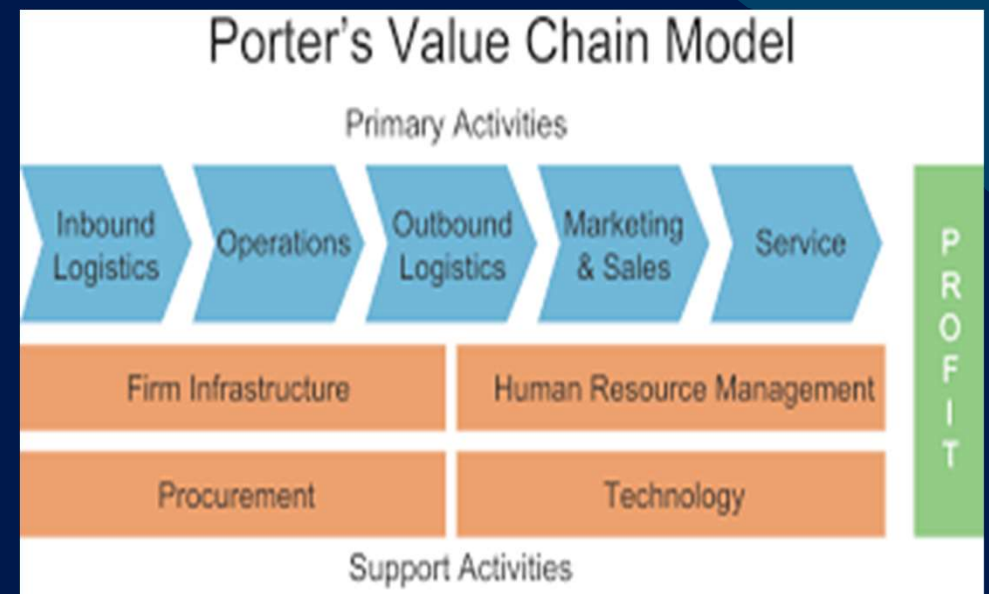 Porter's Value Chain Model
Primary Activities
Inbound
Logistics
Operations
Outbound
Logistics
Marketing
& Sales
Service
PROFIT
Firm Infrastructure
Human Resource Management
Procurement
Technology
Support Activities